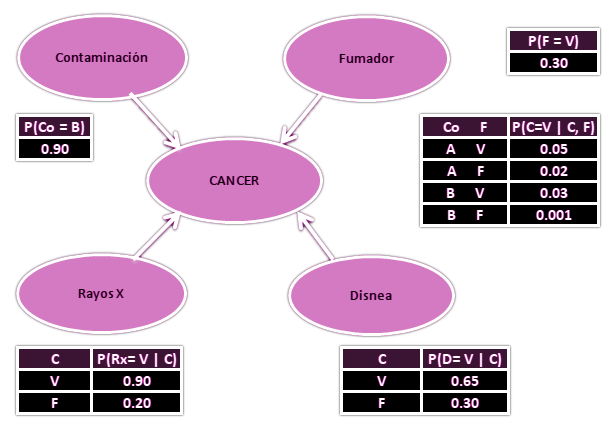 Contaminación
Fumador
P(F = V)
0.30
P(Co = B)
0.90
Co F P(C=V | C, F)
A V 0.05
A F 0.02
B V 0.03
B F 0.001
CANCER
Rayos X
Disnea
C P(Rx= V | C)
V 0.90
F 0.20
C P(D= V | C)
V 0.65
F 0.30